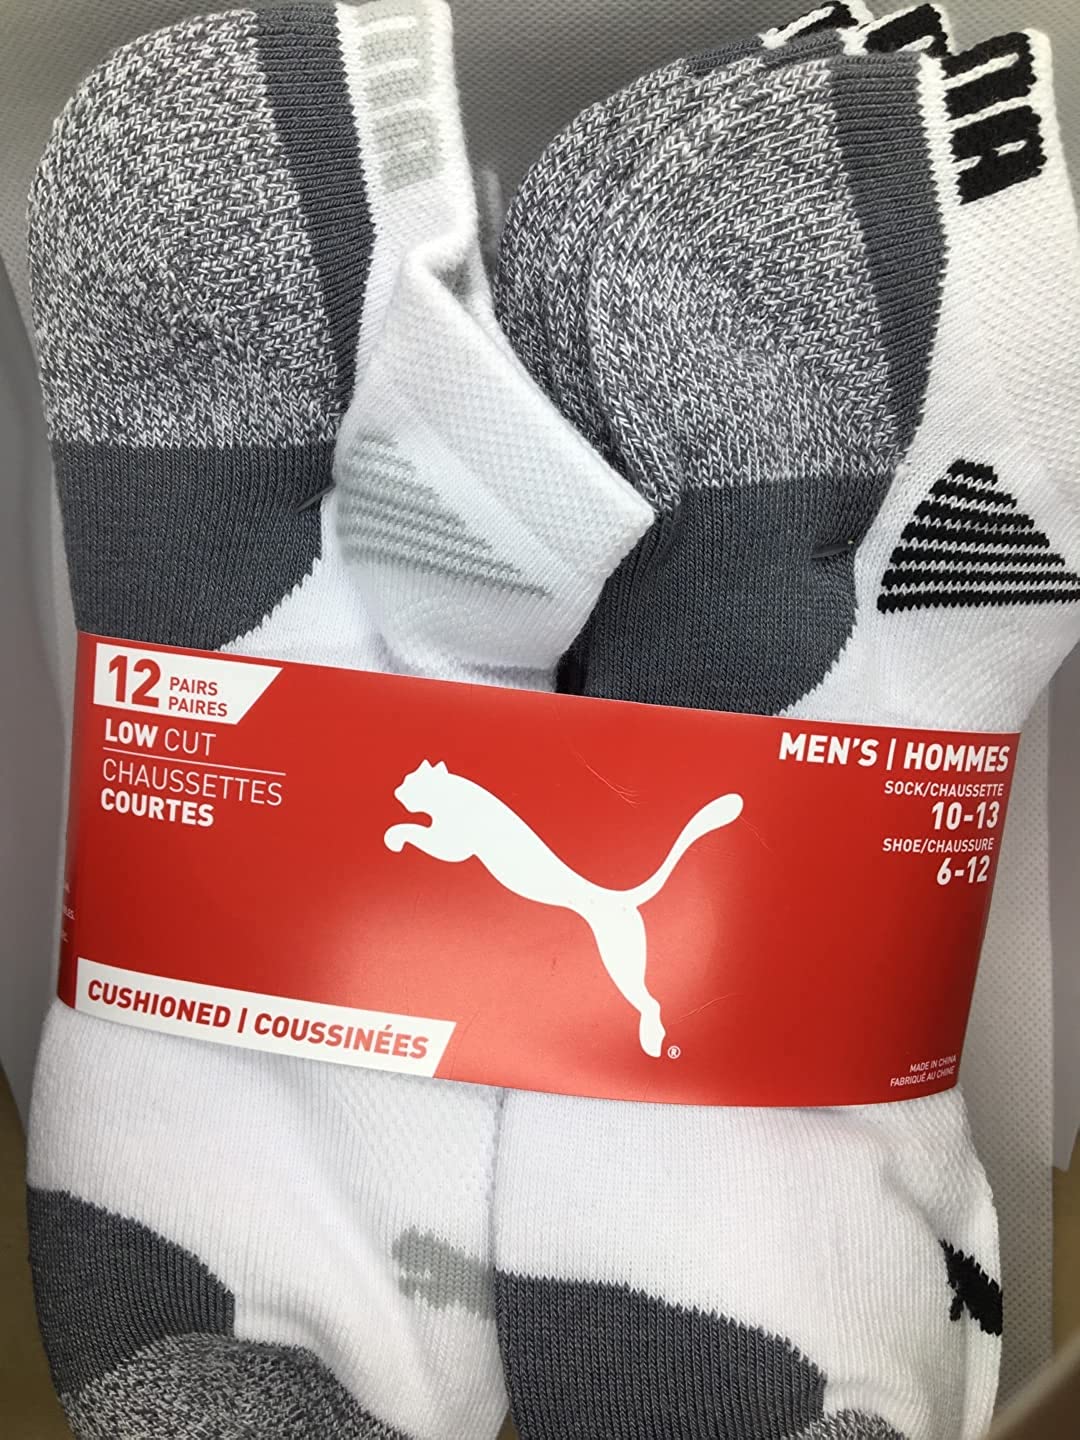 12 PAIRS
PAIRES
LOW CUT
CHAUSSETTES
COURTES
MEN'S | HOMMES
SOCK/CHAUSSETTE
10-13
SHOE/CHAUSSURE
6-12
CUSHIONED | COUSSINÉES
®
MADE IN CHINA
FABRIQUÉ AU CHINE